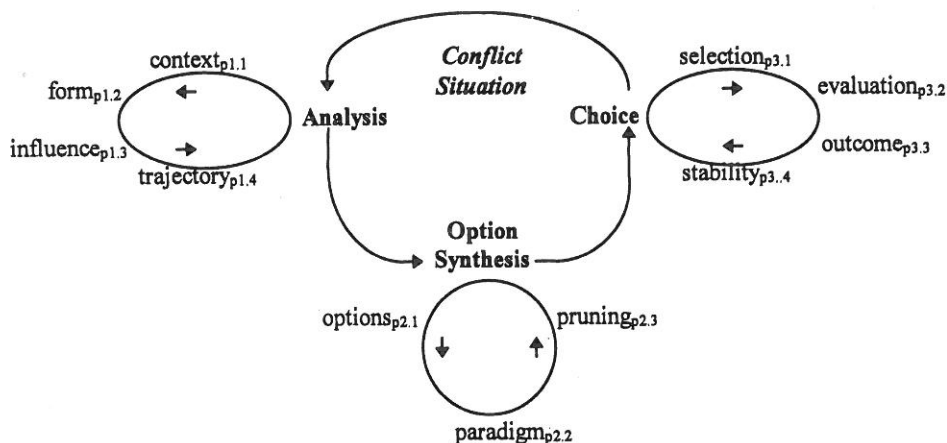 Conflict
Situation
context p1.1
form p1.2
influence p1.3
trajectory p1.4
Analysis
Choice
selection p3.1
evaluation p3.2
outcome p3.3
stability p3..4
Option
Synthesis
options p2.1
pruning p2.3
paradigm p2.2